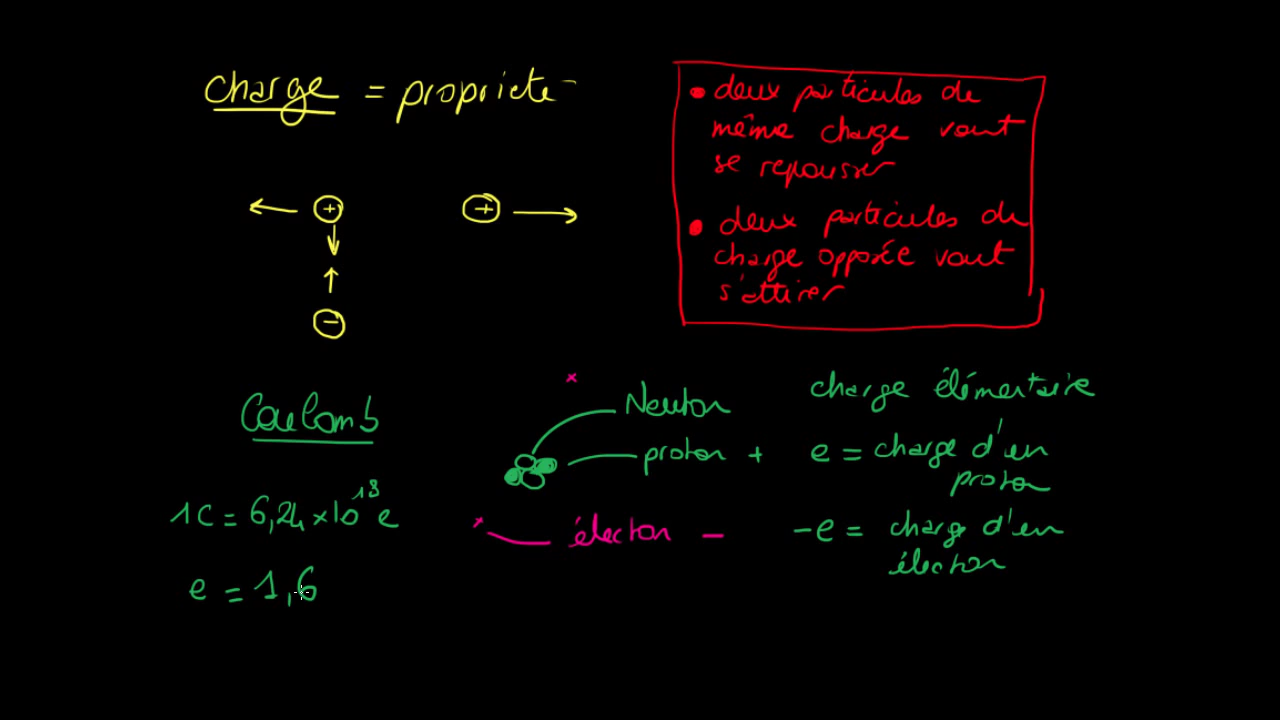 charge = propriete
• deux particules de
même charge vont
se repousser
• deux particules de
charge opposée vont
s'attirer
+
+
-
Coulomb
1C = 6,24 × 10^18 e
e = 1,6
Neutron
proton +
électron -
charge élémentaire
e = charge d'un
proton
-e = charge d'un
électron